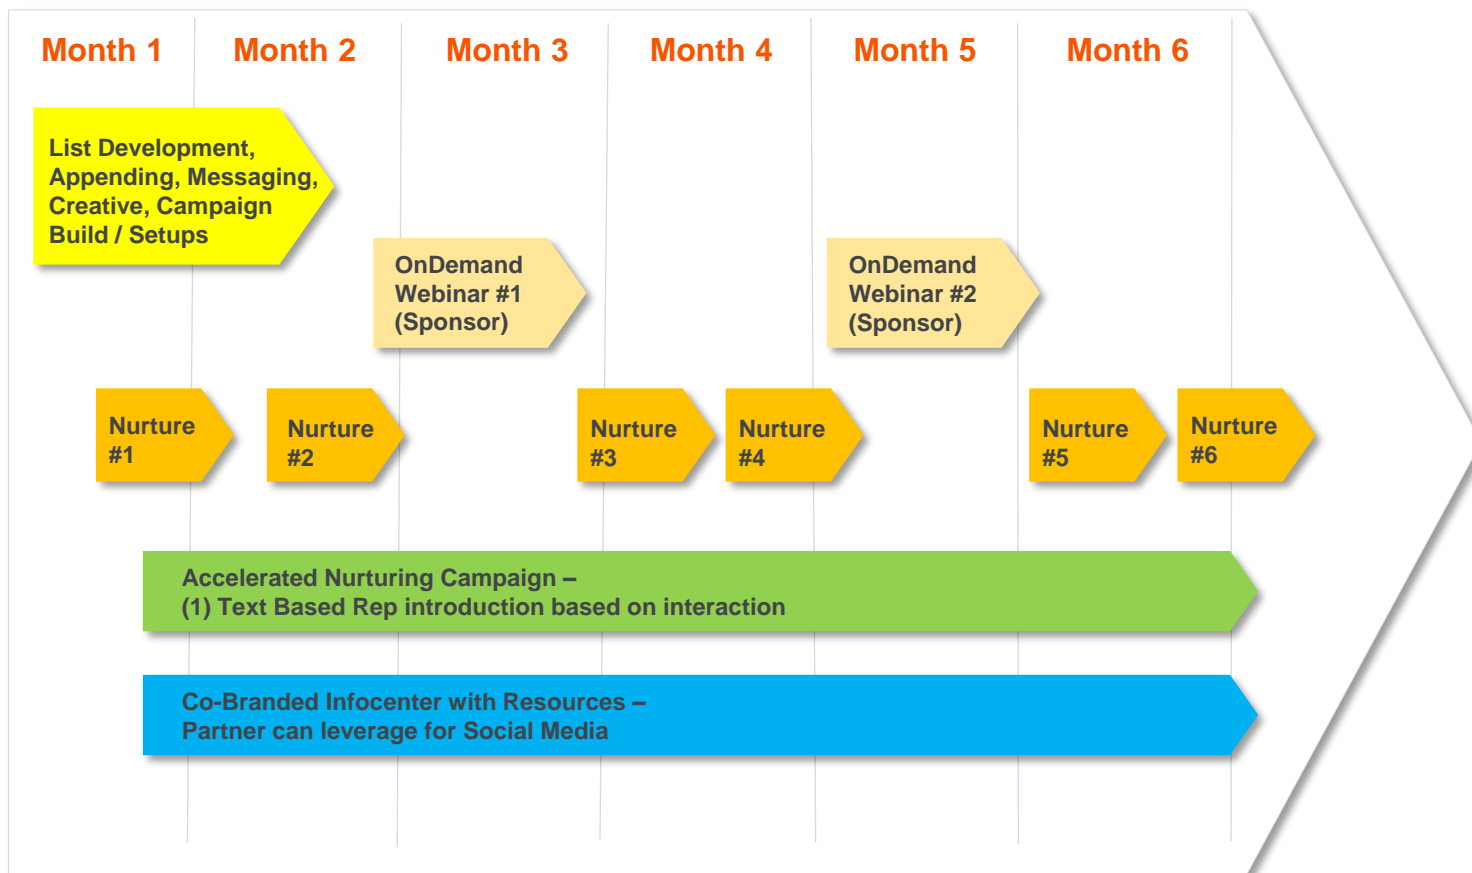 Month 1
Month 2
Month 3
Month 4
Month 5
Month 6
List Development,
Appending, Messaging,
Creative, Campaign
Build / Setups
OnDemand
Webinar #1
(Sponsor)
OnDemand
Webinar #2
(Sponsor)
Nurture
#1
Nurture
#2
Nurture
#3
Nurture
#4
Nurture
#5
Nurture
#6
Accelerated Nurturing Campaign –
(1) Text Based Rep introduction based on interaction
Co-Branded Infocenter with Resources –
Partner can leverage for Social Media